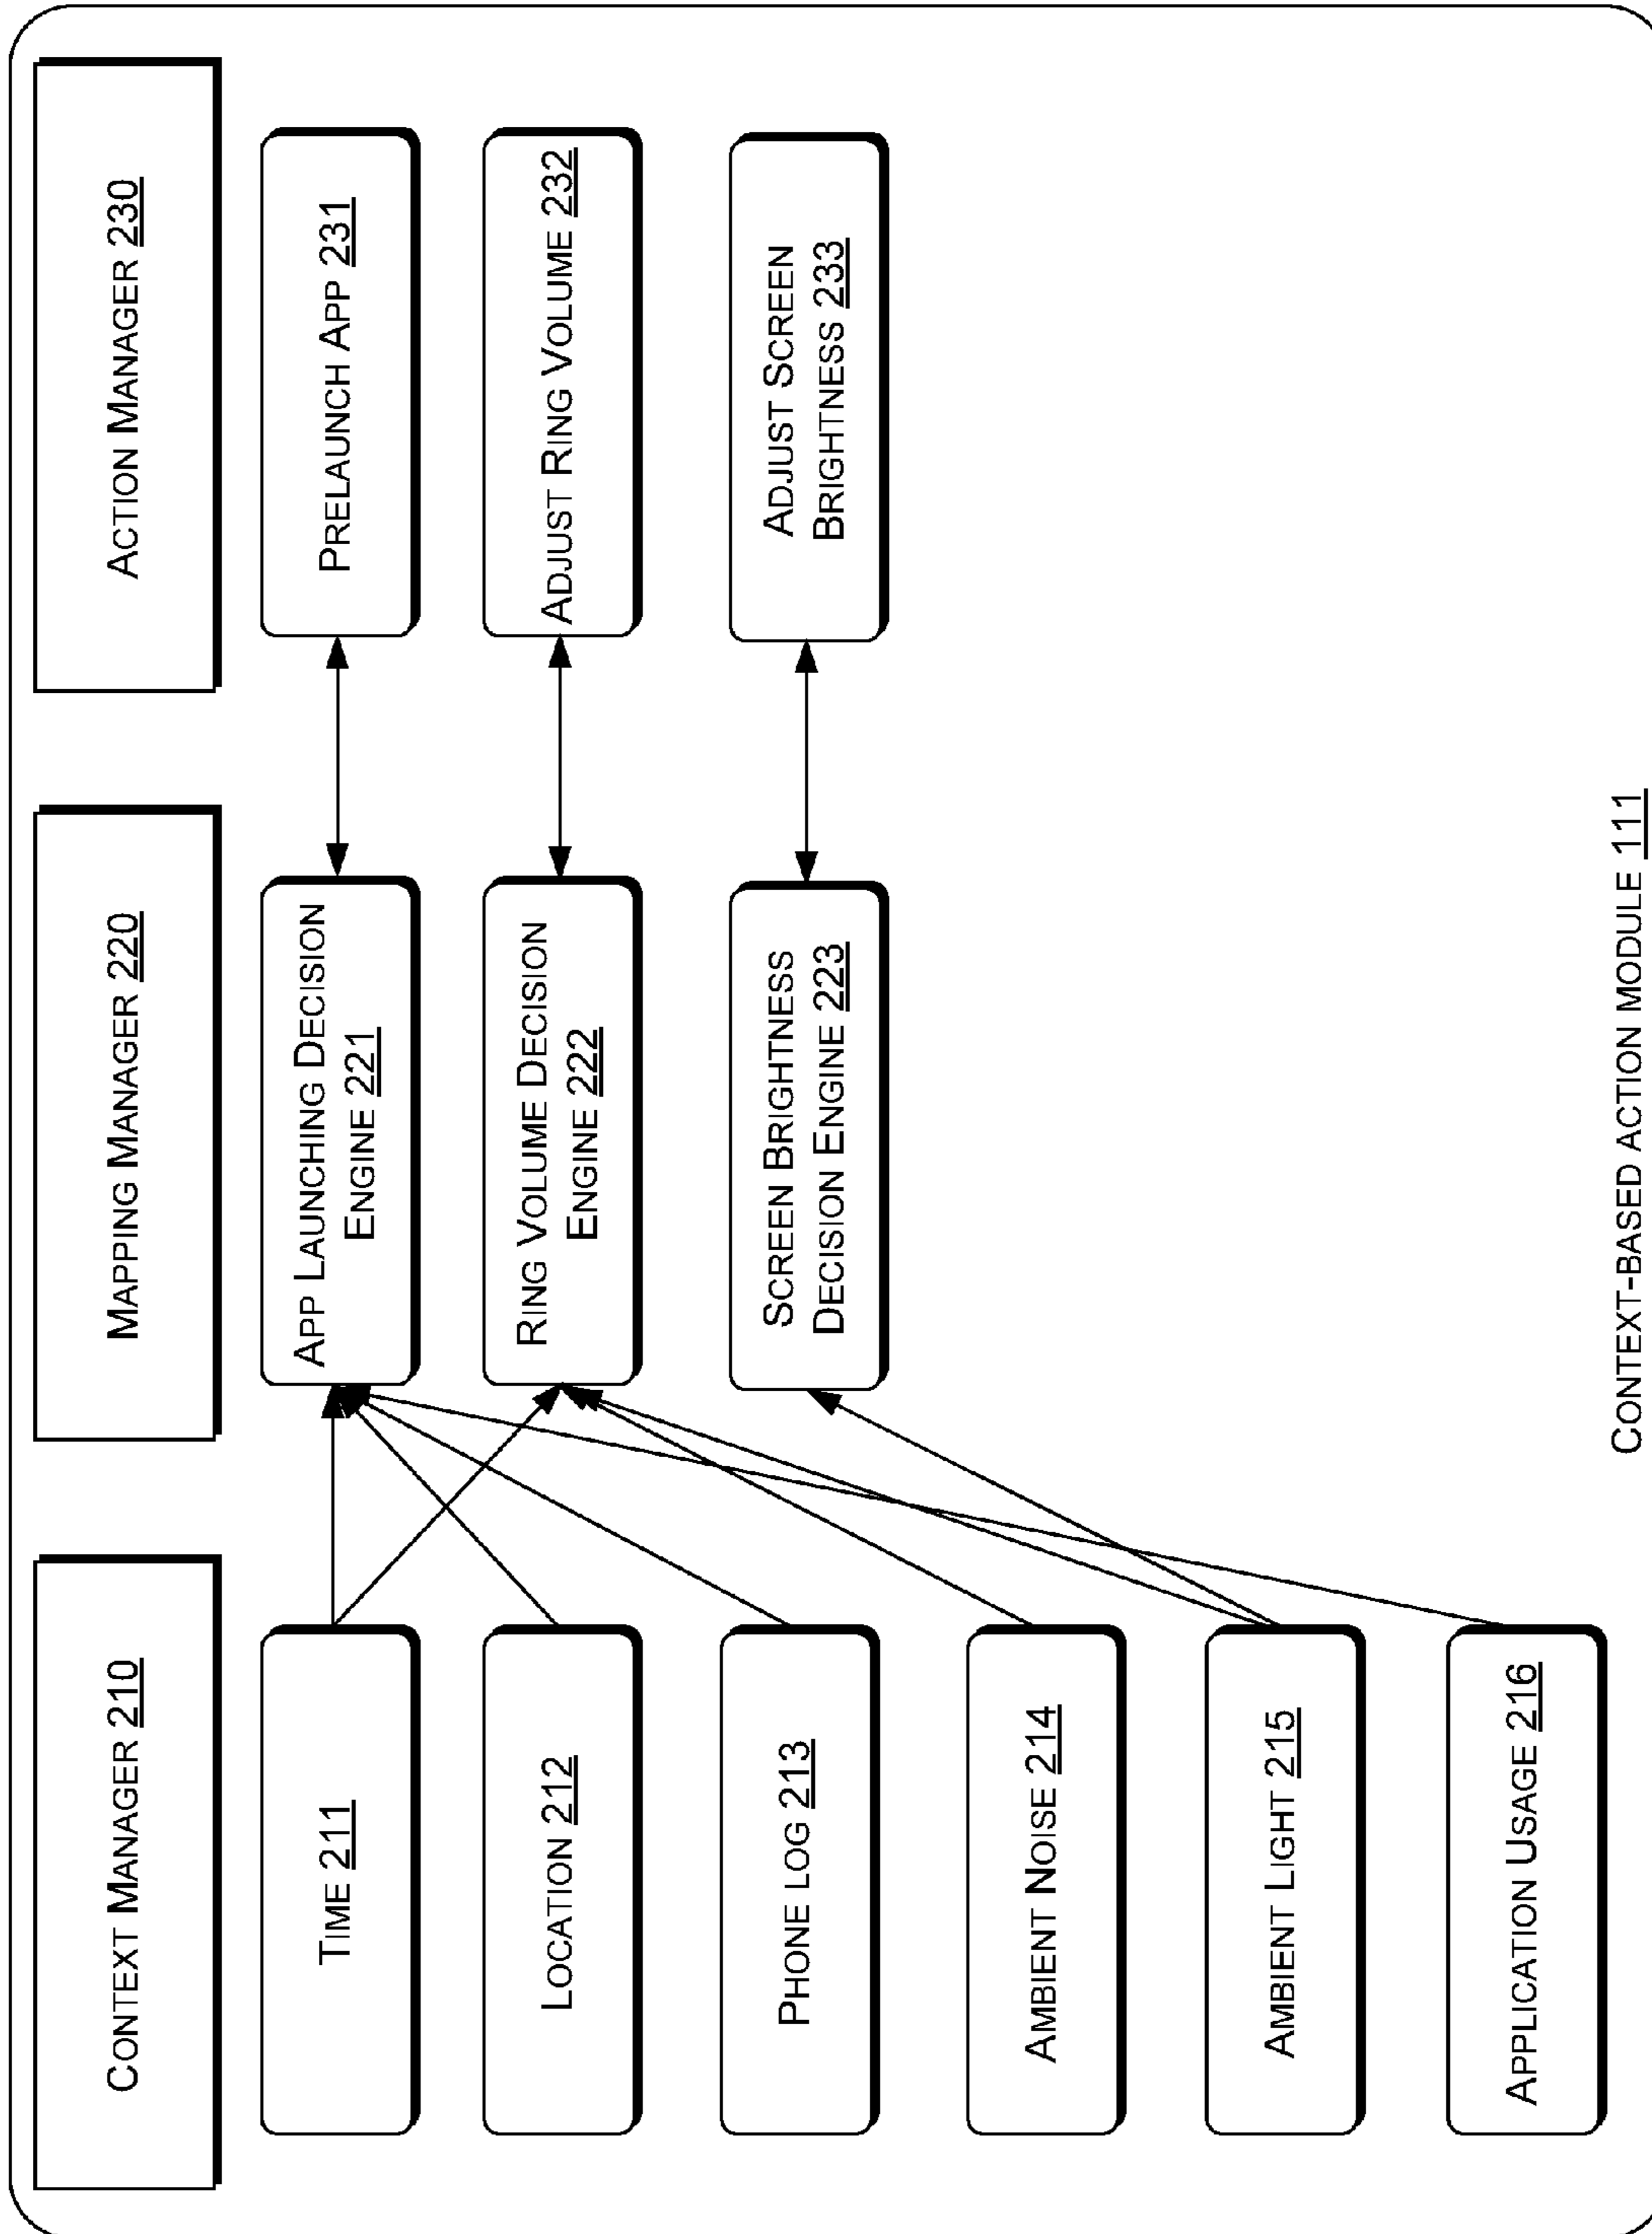 CONTEXT MANAGER 210
MAPPING MANAGER 220
ACTION MANAGER 230
TIME 211
APP LAUNCHING DECISION
ENGINE 221
PRELAUNCH APP 231
LOCATION 212
RING VOLUME DECISION
ENGINE 222
ADJUST RING VOLUME 232
PHONE LOG 213
SCREEN BRIGHTNESS
DECISION ENGINE 223
ADJUST SCREEN
BRIGHTNESS 233
AMBIENT NOISE 214
AMBIENT LIGHT 215
APPLICATION USAGE 216
CONTEXT-BASED ACTION MODULE 111